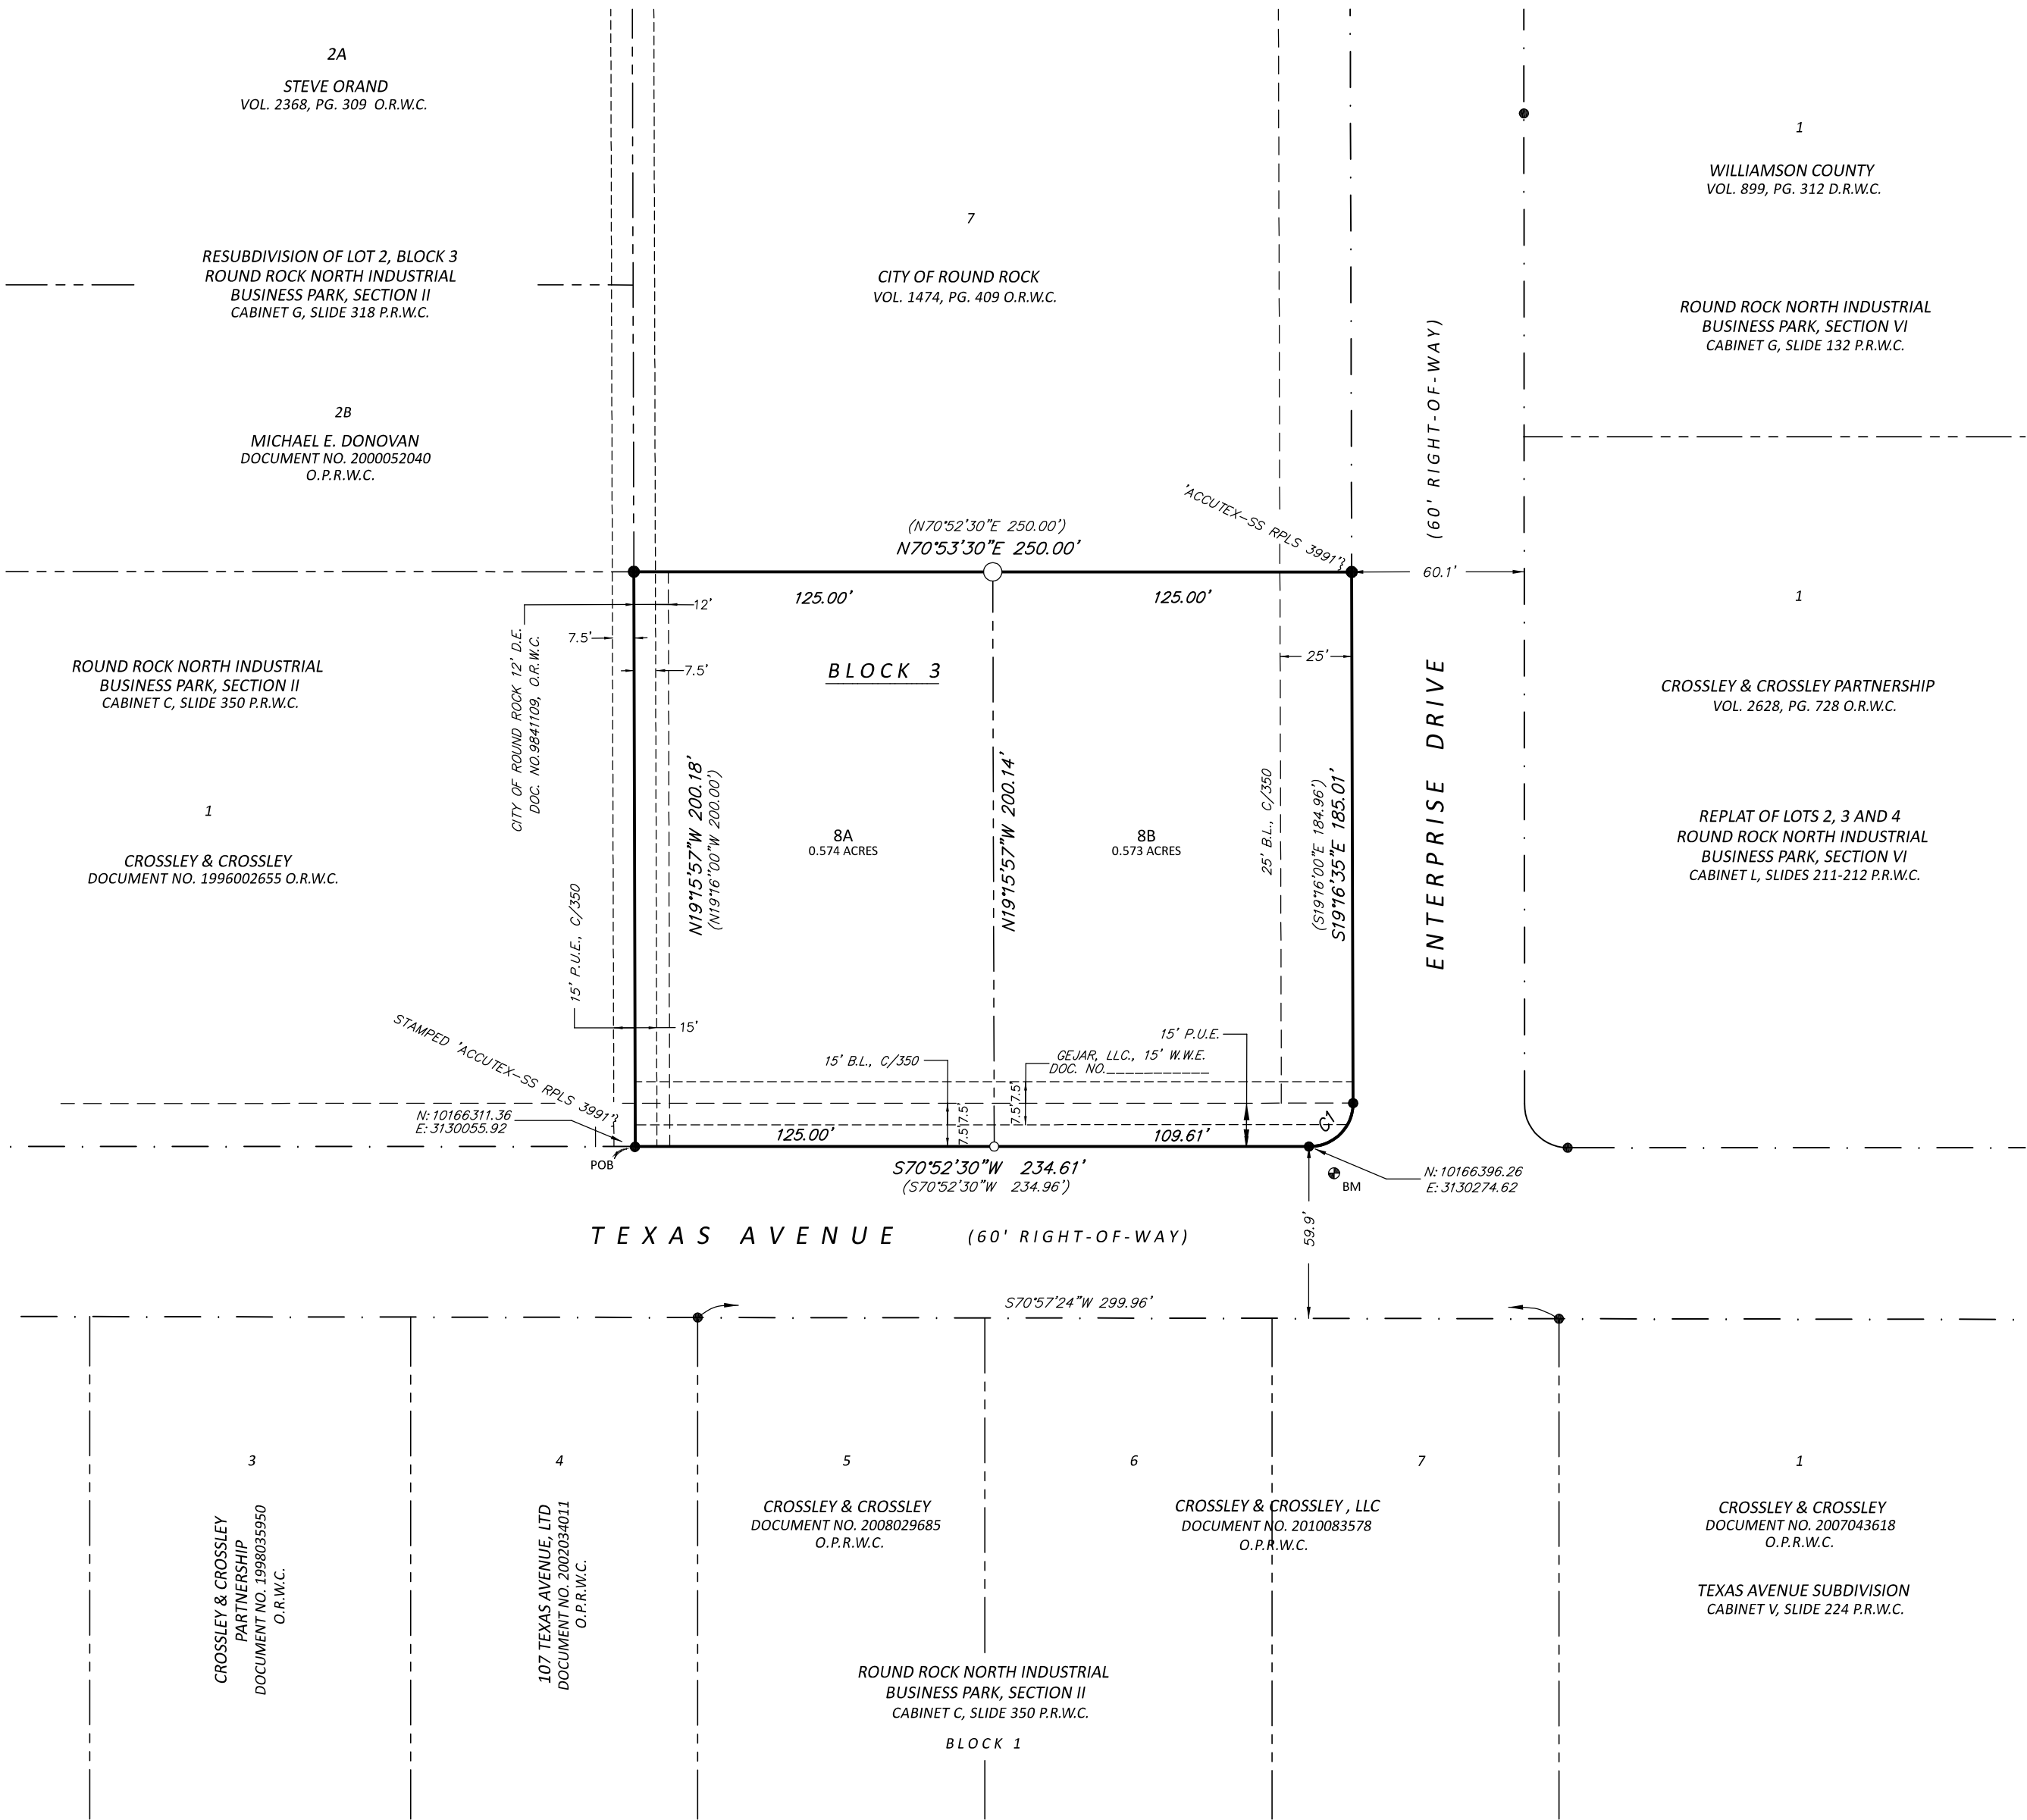 2A
STEVE ORAND
VOL. 2368, PG. 309 O.R.W.C.
RESUBDIVISION OF LOT 2, BLOCK 3
ROUND ROCK NORTH INDUSTRIAL
BUSINESS PARK, SECTION II
CABINET G, SLIDE 318 P.R.W.C.
2B
MICHAEL E. DONOVAN
DOCUMENT NO. 2000052040
O.P.R.W.C.
7
CITY OF ROUND ROCK
VOL. 1474, PG. 409 O.R.W.C.
1
WILLIAMSON COUNTY
VOL. 899, PG. 312 D.R.W.C.
ROUND ROCK NORTH INDUSTRIAL
BUSINESS PARK, SECTION VI
CABINET G, SLIDE 132 P.R.W.C.
(60' RIGHT-OF-WAY)
ENTERPRISE DRIVE
'ACCUTEX-SS RPLS 3991'}
60.1'
(N70°52'30"E 250.00')
N70°53'30"E 250.00'
125.00'
125.00'
12'
7.5'
7.5'
CITY OF ROUND ROCK 12' D.E.
DOC. NO.9841109, O.R.W.C.
BLOCK 3
25'
ROUND ROCK NORTH INDUSTRIAL
BUSINESS PARK, SECTION II
CABINET C, SLIDE 350 P.R.W.C.
1
CROSSLEY & CROSSLEY
DOCUMENT NO. 1996002655 O.R.W.C.
N19°15'57"W 200.18'
(N19°16'00"W 200.00')
8A
0.574 ACRES
N19°15'57"W 200.14'
8B
0.573 ACRES
25' B.L., C/350
(S19°16'00"E 184.96')
S19°16'35"E 185.01'
1
CROSSLEY & CROSSLEY PARTNERSHIP
VOL. 2628, PG. 728 O.R.W.C.
REPLAT OF LOTS 2, 3 AND 4
ROUND ROCK NORTH INDUSTRIAL
BUSINESS PARK, SECTION VI
CABINET L, SLIDES 211-212 P.R.W.C.
15' P.U.E., C/350
15'
STAMPED 'ACCUTEX-SS RPLS 3991'}
N: 10166311.36
E: 3130055.92
POB
15' B.L., C/350
7.5'
7.5'
GEJAR, LLC., 15' W.W.E.
DOC. NO.___________
7.5'
7.5'
15' P.U.E.
C1
125.00'
109.61'
S70°52'30"W 234.61'
(S70°52'30"W 234.96')
BM
N: 10166396.26
E: 3130274.62
TEXAS AVENUE (60' RIGHT-OF-WAY)
59.9'
S70°57'24"W 299.96'
3
CROSSLEY & CROSSLEY
PARTNERSHIP
DOCUMENT NO. 1998035950
O.R.W.C.
4
107 TEXAS AVENUE, LTD
DOCUMENT NO. 2002034011
O.P.R.W.C.
5
CROSSLEY & CROSSLEY
DOCUMENT NO. 2008029685
O.P.R.W.C.
6
7
CROSSLEY & CROSSLEY , LLC
DOCUMENT NO. 2010083578
O.P.R.W.C.
1
CROSSLEY & CROSSLEY
DOCUMENT NO. 2007043618
O.P.R.W.C.
TEXAS AVENUE SUBDIVISION
CABINET V, SLIDE 224 P.R.W.C.
ROUND ROCK NORTH INDUSTRIAL
BUSINESS PARK, SECTION II
CABINET C, SLIDE 350 P.R.W.C.
BLOCK 1